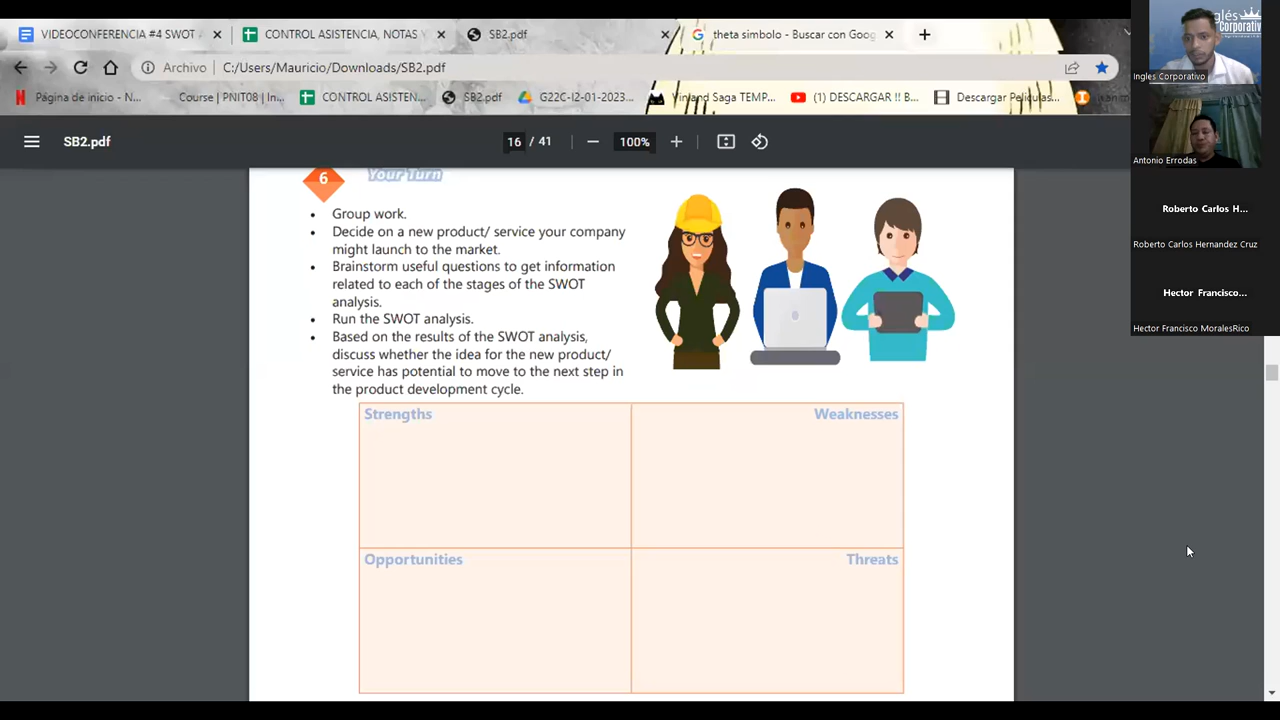 VIDEOCONFERENCIA #4 SWOT
CONTROL ASISTENCIA, NOTAS Y
SB2.pdf
theta simbolo - Buscar con Goog
Archivo
C:/Users/Mauricio/Downloads/SB2.pdf
Página de inicio - N...
Course | PNIT08 | In...
CONTROL ASISTEN...
SB2.pdf
G22C-I2-01-2023...
Vinland Saga TEMP...
(1) DESCARGAR !! B...
Descargar Peliculas...
SB2.pdf
16 / 41
100%
6
Your Turn
• Group work.
• Decide on a new product/ service your company
might launch to the market.
• Brainstorm useful questions to get information
related to each of the stages of the SWOT
analysis.
• Run the SWOT analysis.
• Based on the results of the SWOT analysis,
discuss whether the idea for the new product/
service has potential to move to the next step in
the product development cycle.
Strengths
Weaknesses
Opportunities
Threats
Ingles Corporativo
Antonio Errodas
Roberto Carlos H...
Roberto Carlos Hernandez Cruz
Hector Francisco...
Hector Francisco MoralesRico